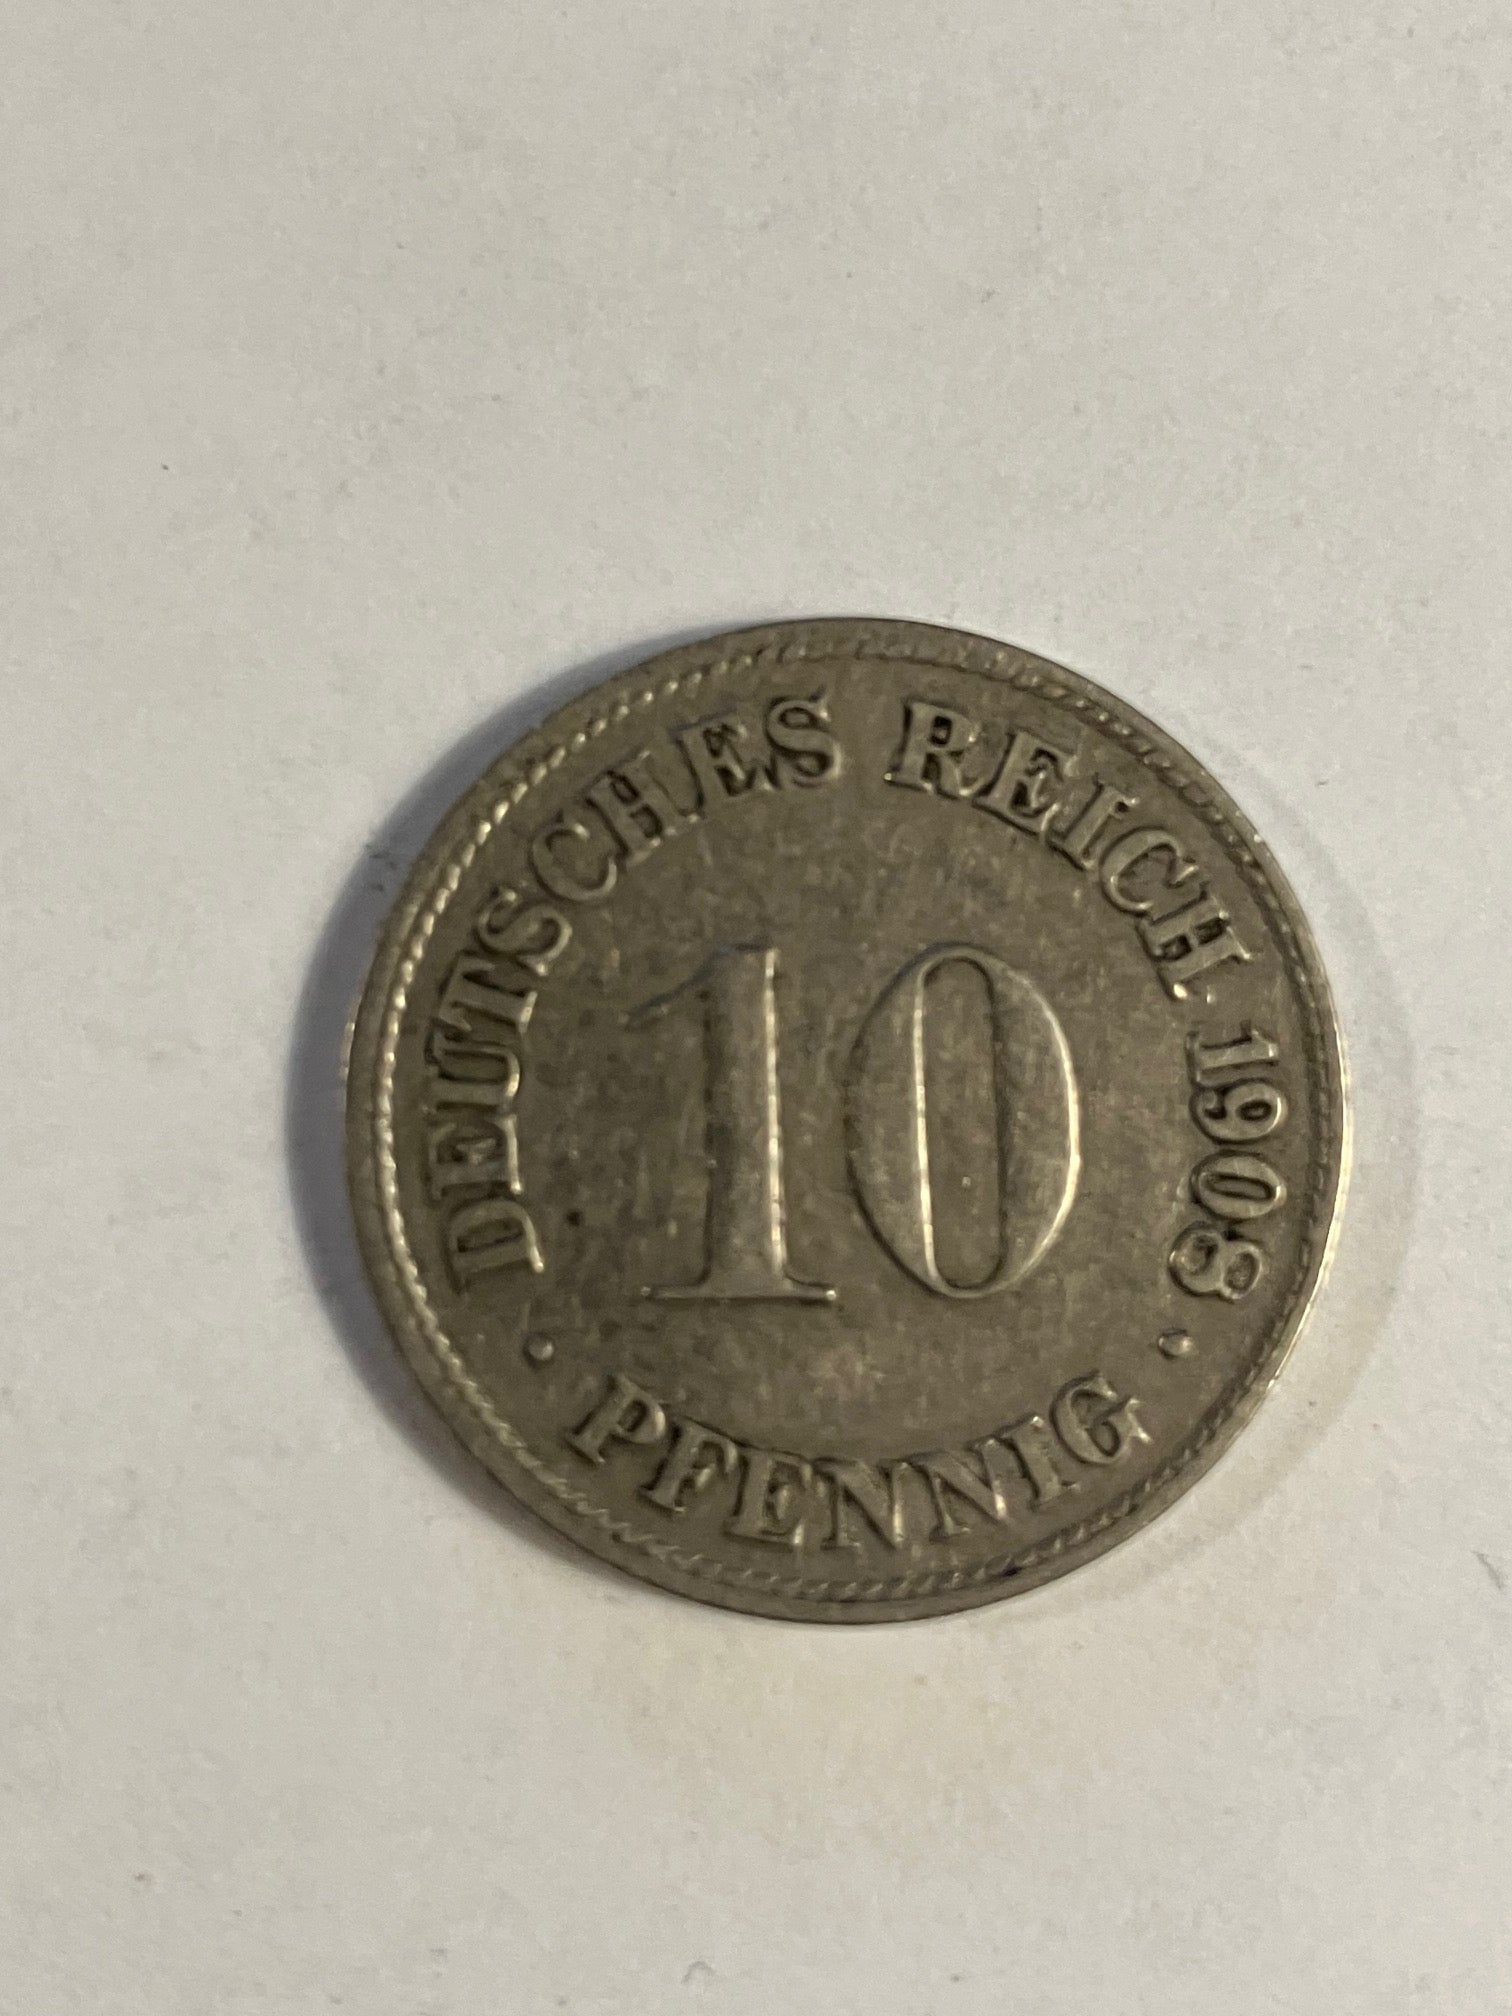 DEUTSCHES REICH 1908
10
· PFENNIG ·